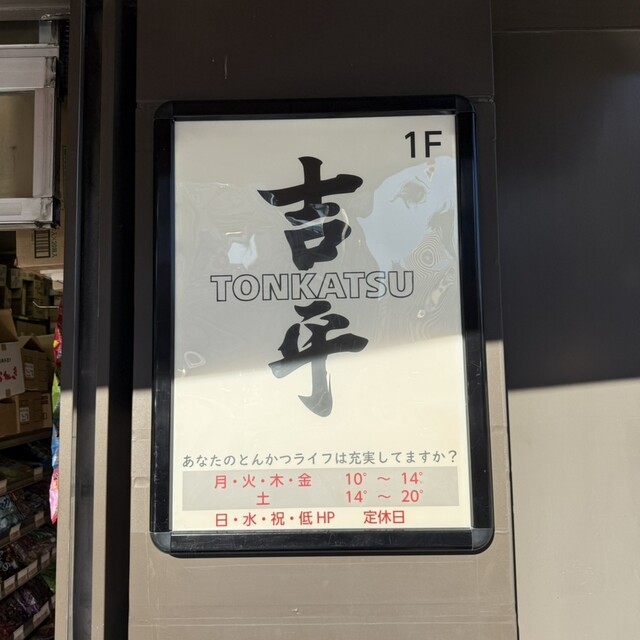 1F
吉
TONKATSU
平
あなたのとんかつライフは充実してますか？
月・火・木・金 10° ～ 14°
土 14° ～ 20°
日・水・祝・低HP 定休日